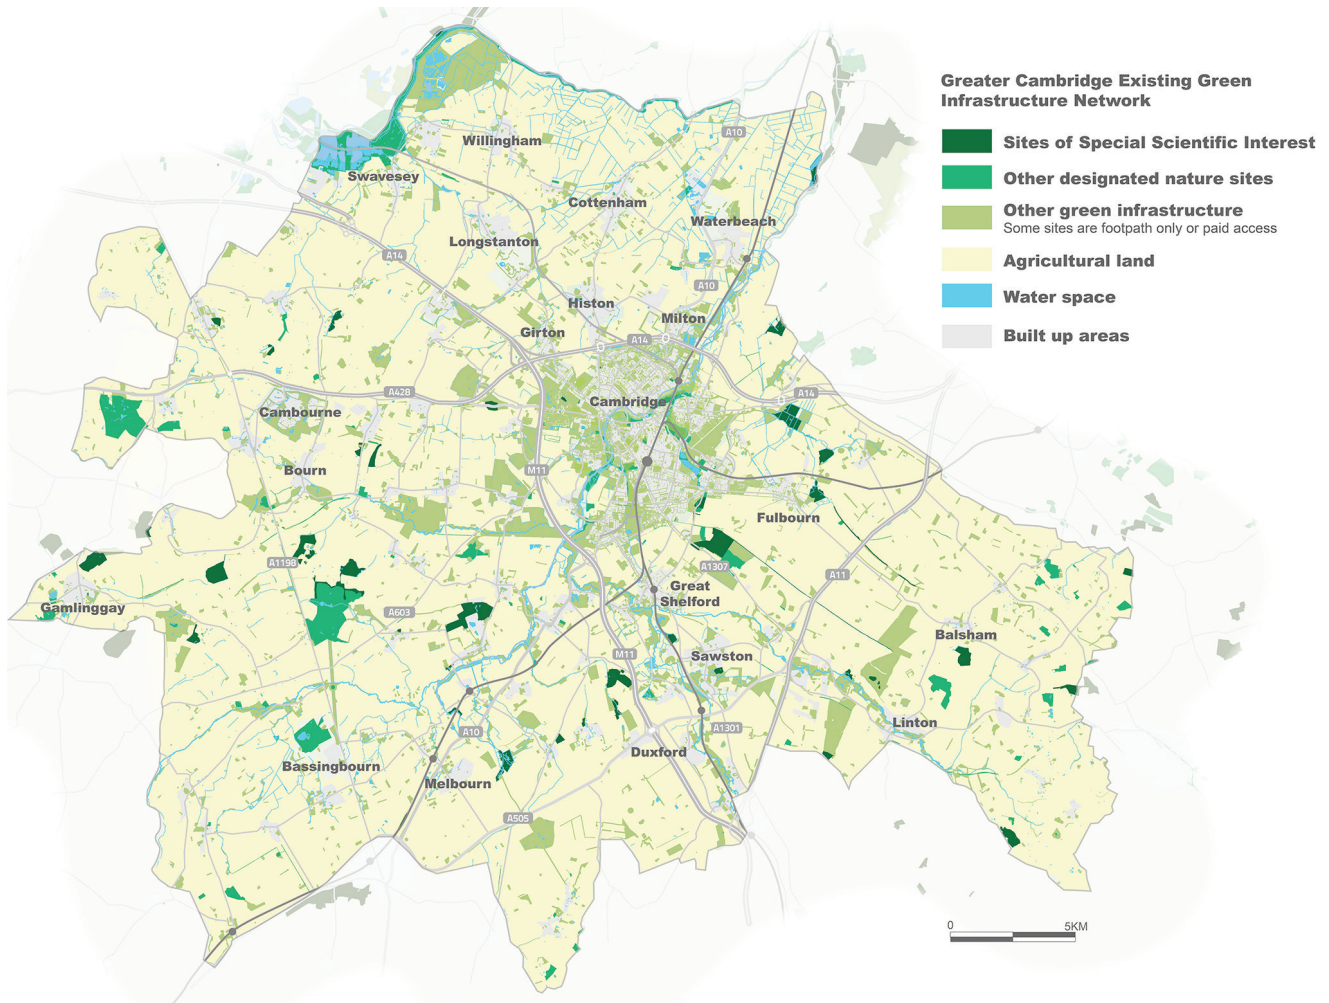 Greater Cambridge Existing Green
Infrastructure Network
Sites of Special Scientific Interest
Other designated nature sites
Other green infrastructure
Some sites are footpath only or paid access
Agricultural land
Water space
Built up areas
A10
Willingham
Swavesey
Cottenham
Waterbeach
Longstanton
A14
A10
Histon
Milton
Girton
A14
A428
A14
Cambourne
Cambridge
Bourn
M11
Fulbourn
A1198
A1307
A11
Great
Shelford
Gamlinggay
A603
Balsham
M11
Sawston
Linton
A10
A1301
Duxford
Bassingbourn
Melbourn
A505
0
5KM